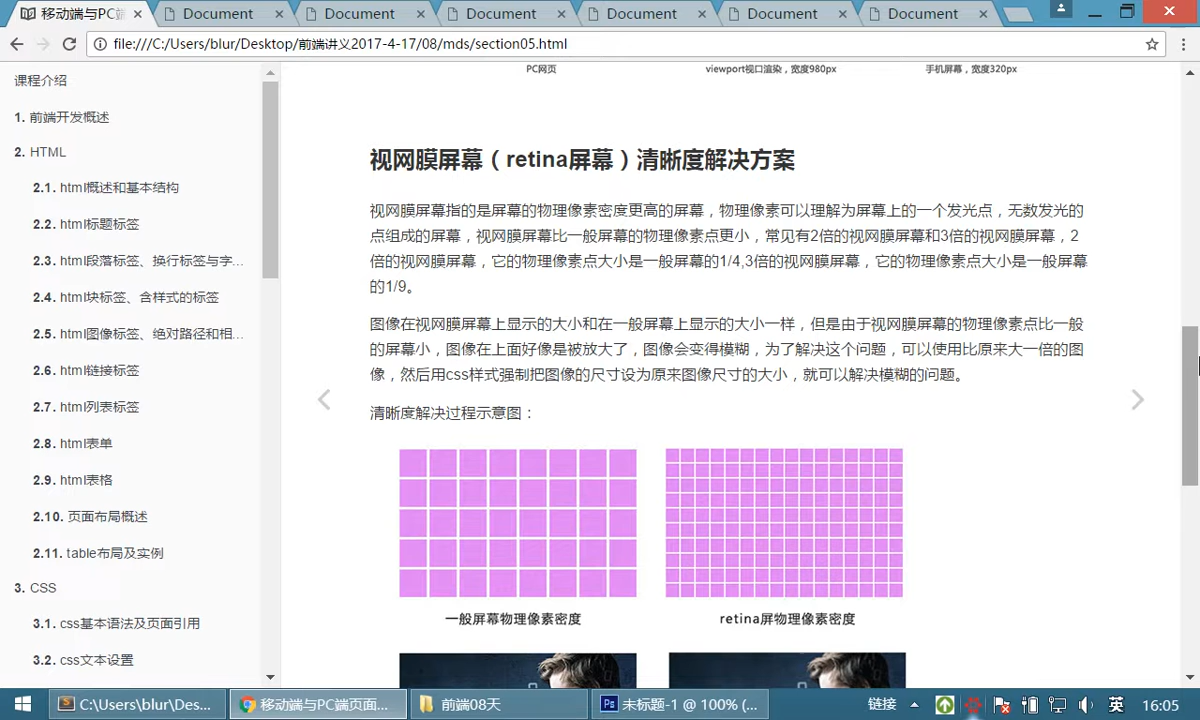 移动端与PC端
Document
Document
Document
Document
Document
Document
file:///C:/Users/blur/Desktop/前端讲义2017-4-17/08/mds/section05.html
课程介绍
1. 前端开发概述
2. HTML
2.1. html概述和基本结构
2.2. html标题标签
2.3. html段落标签、换行标签与字...
2.4. html块标签、含样式的标签
2.5. html图像标签、绝对路径和相...
2.6. html链接标签
2.7. html列表标签
2.8. html表单
2.9. html表格
2.10. 页面布局概述
2.11. table布局及实例
3. CSS
3.1. css基本语法及页面引用
3.2. css文本设置
PC网页
viewport视口渲染，宽度980px
手机屏幕，宽度320px
视网膜屏幕（retina屏幕）清晰度解决方案
视网膜屏幕指的是屏幕的物理像素密度更高的屏幕，物理像素可以理解为屏幕上的一个发光点，无数发光的
点组成的屏幕，视网膜屏幕比一般屏幕的物理像素点更小，常见有2倍的视网膜屏幕和3倍的视网膜屏幕，2
倍的视网膜屏幕，它的物理像素点大小是一般屏幕的1/4,3倍的视网膜屏幕，它的物理像素点大小是一般屏幕
的1/9。
图像在视网膜屏幕上显示的大小和在一般屏幕上显示的大小一样，但是由于视网膜屏幕的物理像素点比一般
的屏幕小，图像在上面好像是被放大了，图像会变得模糊，为了解决这个问题，可以使用比原来大一倍的图
像，然后用css样式强制把图像的尺寸设为原来图像尺寸的大小，就可以解决模糊的问题。
清晰度解决过程示意图：
一般屏幕物理像素密度
retina屏物理像素密度
C:\Users\blur\Des...
移动端与PC端页面...
前端08天
Ps 未标题-1 @ 100% (...
链接
英
16:05